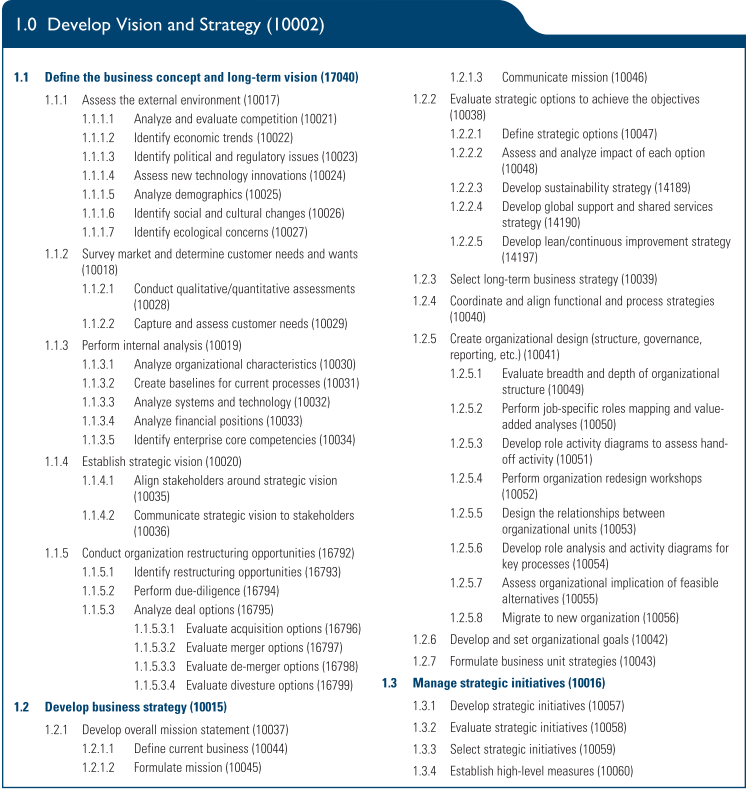 1.0 Develop Vision and Strategy (10002)
1.1 Define the business concept and long-term vision (17040)
1.1.1 Assess the external environment (10017)
1.1.1.1 Analyze and evaluate competition (10021)
1.1.1.2 Identify economic trends (10022)
1.1.1.3 Identify political and regulatory issues (10023)
1.1.1.4 Assess new technology innovations (10024)
1.1.1.5 Analyze demographics (10025)
1.1.1.6 Identify social and cultural changes (10026)
1.1.1.7 Identify ecological concerns (10027)
1.1.2 Survey market and determine customer needs and wants
(10018)
1.1.2.1 Conduct qualitative/quantitative assessments
(10028)
1.1.2.2 Capture and assess customer needs (10029)
1.1.3 Perform internal analysis (10019)
1.1.3.1 Analyze organizational characteristics (10030)
1.1.3.2 Create baselines for current processes (10031)
1.1.3.3 Analyze systems and technology (10032)
1.1.3.4 Analyze financial positions (10033)
1.1.3.5 Identify enterprise core competencies (10034)
1.1.4 Establish strategic vision (10020)
1.1.4.1 Align stakeholders around strategic vision
(10035)
1.1.4.2 Communicate strategic vision to stakeholders
(10036)
1.1.5 Conduct organization restructuring opportunities (16792)
1.1.5.1 Identify restructuring opportunities (16793)
1.1.5.2 Perform due-diligence (16794)
1.1.5.3 Analyze deal options (16795)
1.1.5.3.1 Evaluate acquisition options (16796)
1.1.5.3.2 Evaluate merger options (16797)
1.1.5.3.3 Evaluate de-merger options (16798)
1.1.5.3.4 Evaluate divesture options (16799)
1.2 Develop business strategy (10015)
1.2.1 Develop overall mission statement (10037)
1.2.1.1 Define current business (10044)
1.2.1.2 Formulate mission (10045)
1.2.1.3 Communicate mission (10046)
1.2.2 Evaluate strategic options to achieve the objectives
(10038)
1.2.2.1 Define strategic options (10047)
1.2.2.2 Assess and analyze impact of each option
(10048)
1.2.2.3 Develop sustainability strategy (14189)
1.2.2.4 Develop global support and shared services
strategy (14190)
1.2.2.5 Develop lean/continuous improvement strategy
(14197)
1.2.3 Select long-term business strategy (10039)
1.2.4 Coordinate and align functional and process strategies
(10040)
1.2.5 Create organizational design (structure, governance,
reporting, etc.) (10041)
1.2.5.1 Evaluate breadth and depth of organizational
structure (10049)
1.2.5.2 Perform job-specific roles mapping and value-
added analyses (10050)
1.2.5.3 Develop role activity diagrams to assess hand-
off activity (10051)
1.2.5.4 Perform organization redesign workshops
(10052)
1.2.5.5 Design the relationships between
organizational units (10053)
1.2.5.6 Develop role analysis and activity diagrams for
key processes (10054)
1.2.5.7 Assess organizational implication of feasible
alternatives (10055)
1.2.5.8 Migrate to new organization (10056)
1.2.6 Develop and set organizational goals (10042)
1.2.7 Formulate business unit strategies (10043)
1.3 Manage strategic initiatives (10016)
1.3.1 Develop strategic initiatives (10057)
1.3.2 Evaluate strategic initiatives (10058)
1.3.3 Select strategic initiatives (10059)
1.3.4 Establish high-level measures (10060)